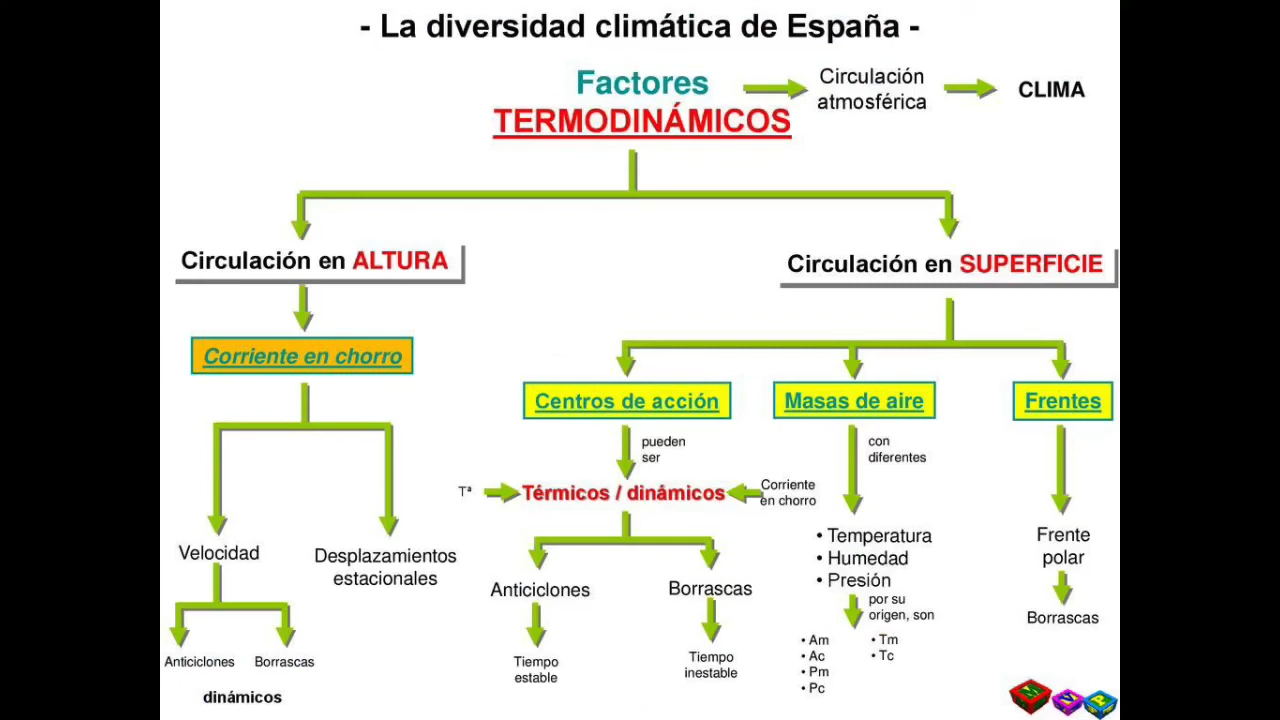 - La diversidad climática de España -
Factores
TERMODINÁMICOS
Circulación
atmosférica
CLIMA
Circulación en ALTURA
Circulación en SUPERFICIE
Corriente en chorro
Centros de acción
Masas de aire
Frentes
pueden
ser
con
diferentes
Tª
Térmicos / dinámicos
Corriente
en chorro
Velocidad
Desplazamientos
estacionales
Anticiclones
Borrascas
• Temperatura
• Humedad
• Presión
Frente
polar
por su
origen, son
Borrascas
Anticiclones
Borrascas
dinámicos
Tiempo
estable
Tiempo
inestable
• Am
• Ac
• Pm
• Pc
• Tm
• Tc
M
V
P